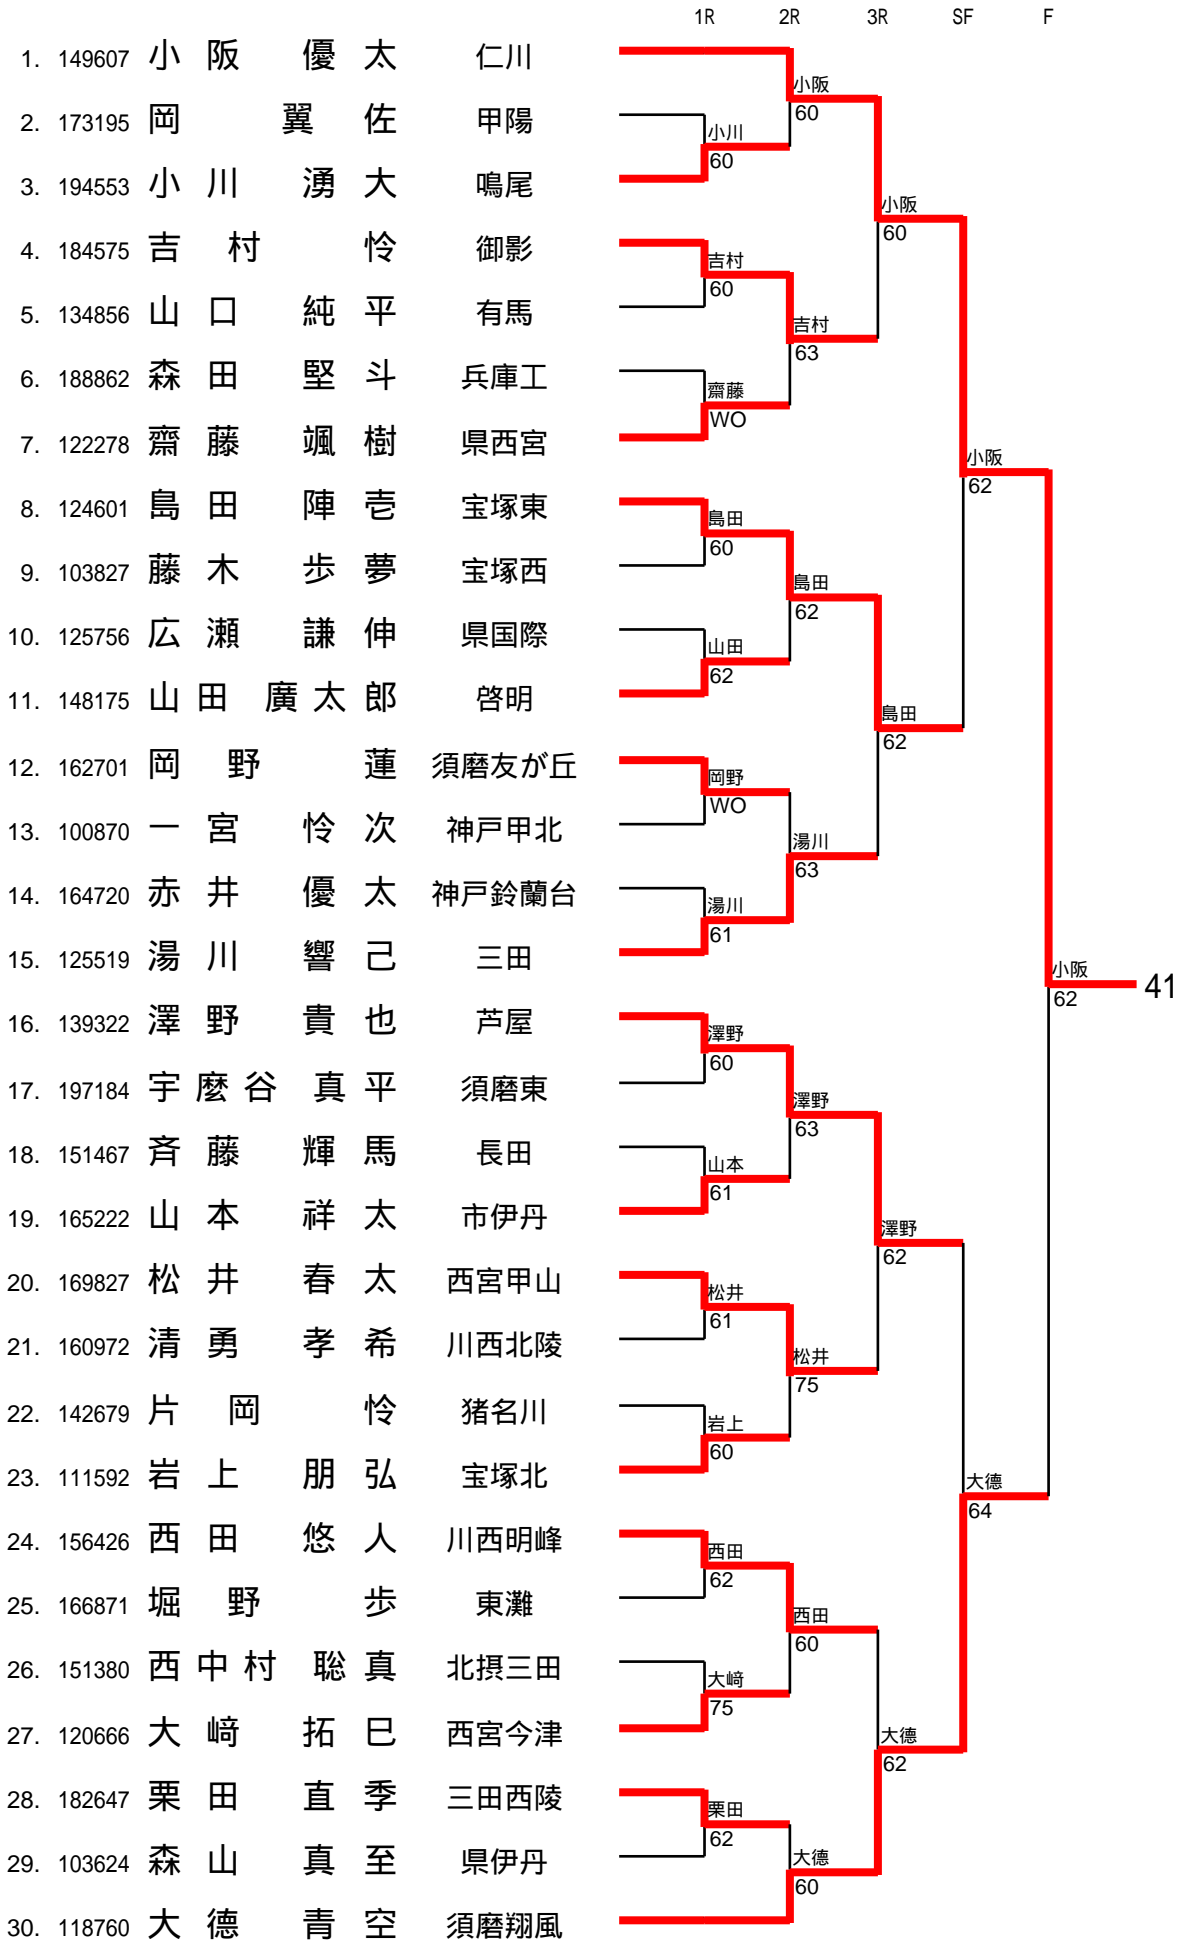 1R 2R 3R SF F
1. 149607 小阪 優太 仁川
2. 173195 岡 翼佐 甲陽
3. 194553 小川 湧大 鳴尾
4. 184575 吉村 怜 御影
5. 134856 山口 純平 有馬
6. 188862 森田 堅斗 兵庫工
7. 122278 齋藤 颯樹 県西宮
8. 124601 島田 陣壱 宝塚東
9. 103827 藤木 歩夢 宝塚西
10. 125756 広瀬 謙伸 県国際
11. 148175 山田 廣太郎 啓明
12. 162701 岡野 蓮 須磨友が丘
13. 100870 一宮 怜次 神戸甲北
14. 164720 赤井 優太 神戸鈴蘭台
15. 125519 湯川 響己 三田
16. 139322 澤野 貴也 芦屋
17. 197184 宇麼谷 真平 須磨東
18. 151467 斉藤 輝馬 長田
19. 165222 山本 祥太 市伊丹
20. 169827 松井 春太 西宮甲山
21. 160972 清勇 孝希 川西北陵
22. 142679 片岡 怜 猪名川
23. 111592 岩上 朋弘 宝塚北
24. 156426 西田 悠人 川西明峰
25. 166871 堀野 歩 東灘
26. 151380 西中村 聡真 北摂三田
27. 120666 大﨑 拓巳 西宮今津
28. 182647 栗田 直季 三田西陵
29. 103624 森山 真至 県伊丹
30. 118760 大德 青空 須磨翔風
小川
60
吉村
60
齋藤
WO
島田
60
山田
62
岡野
WO
湯川
61
澤野
60
山本
61
松井
61
岩上
60
西田
62
大﨑
75
栗田
62
小阪
60
吉村
63
島田
62
湯川
63
澤野
63
松井
75
西田
60
大德
60
小阪
60
島田
62
澤野
62
大德
62
小阪
62
大德
64
小阪
62
41